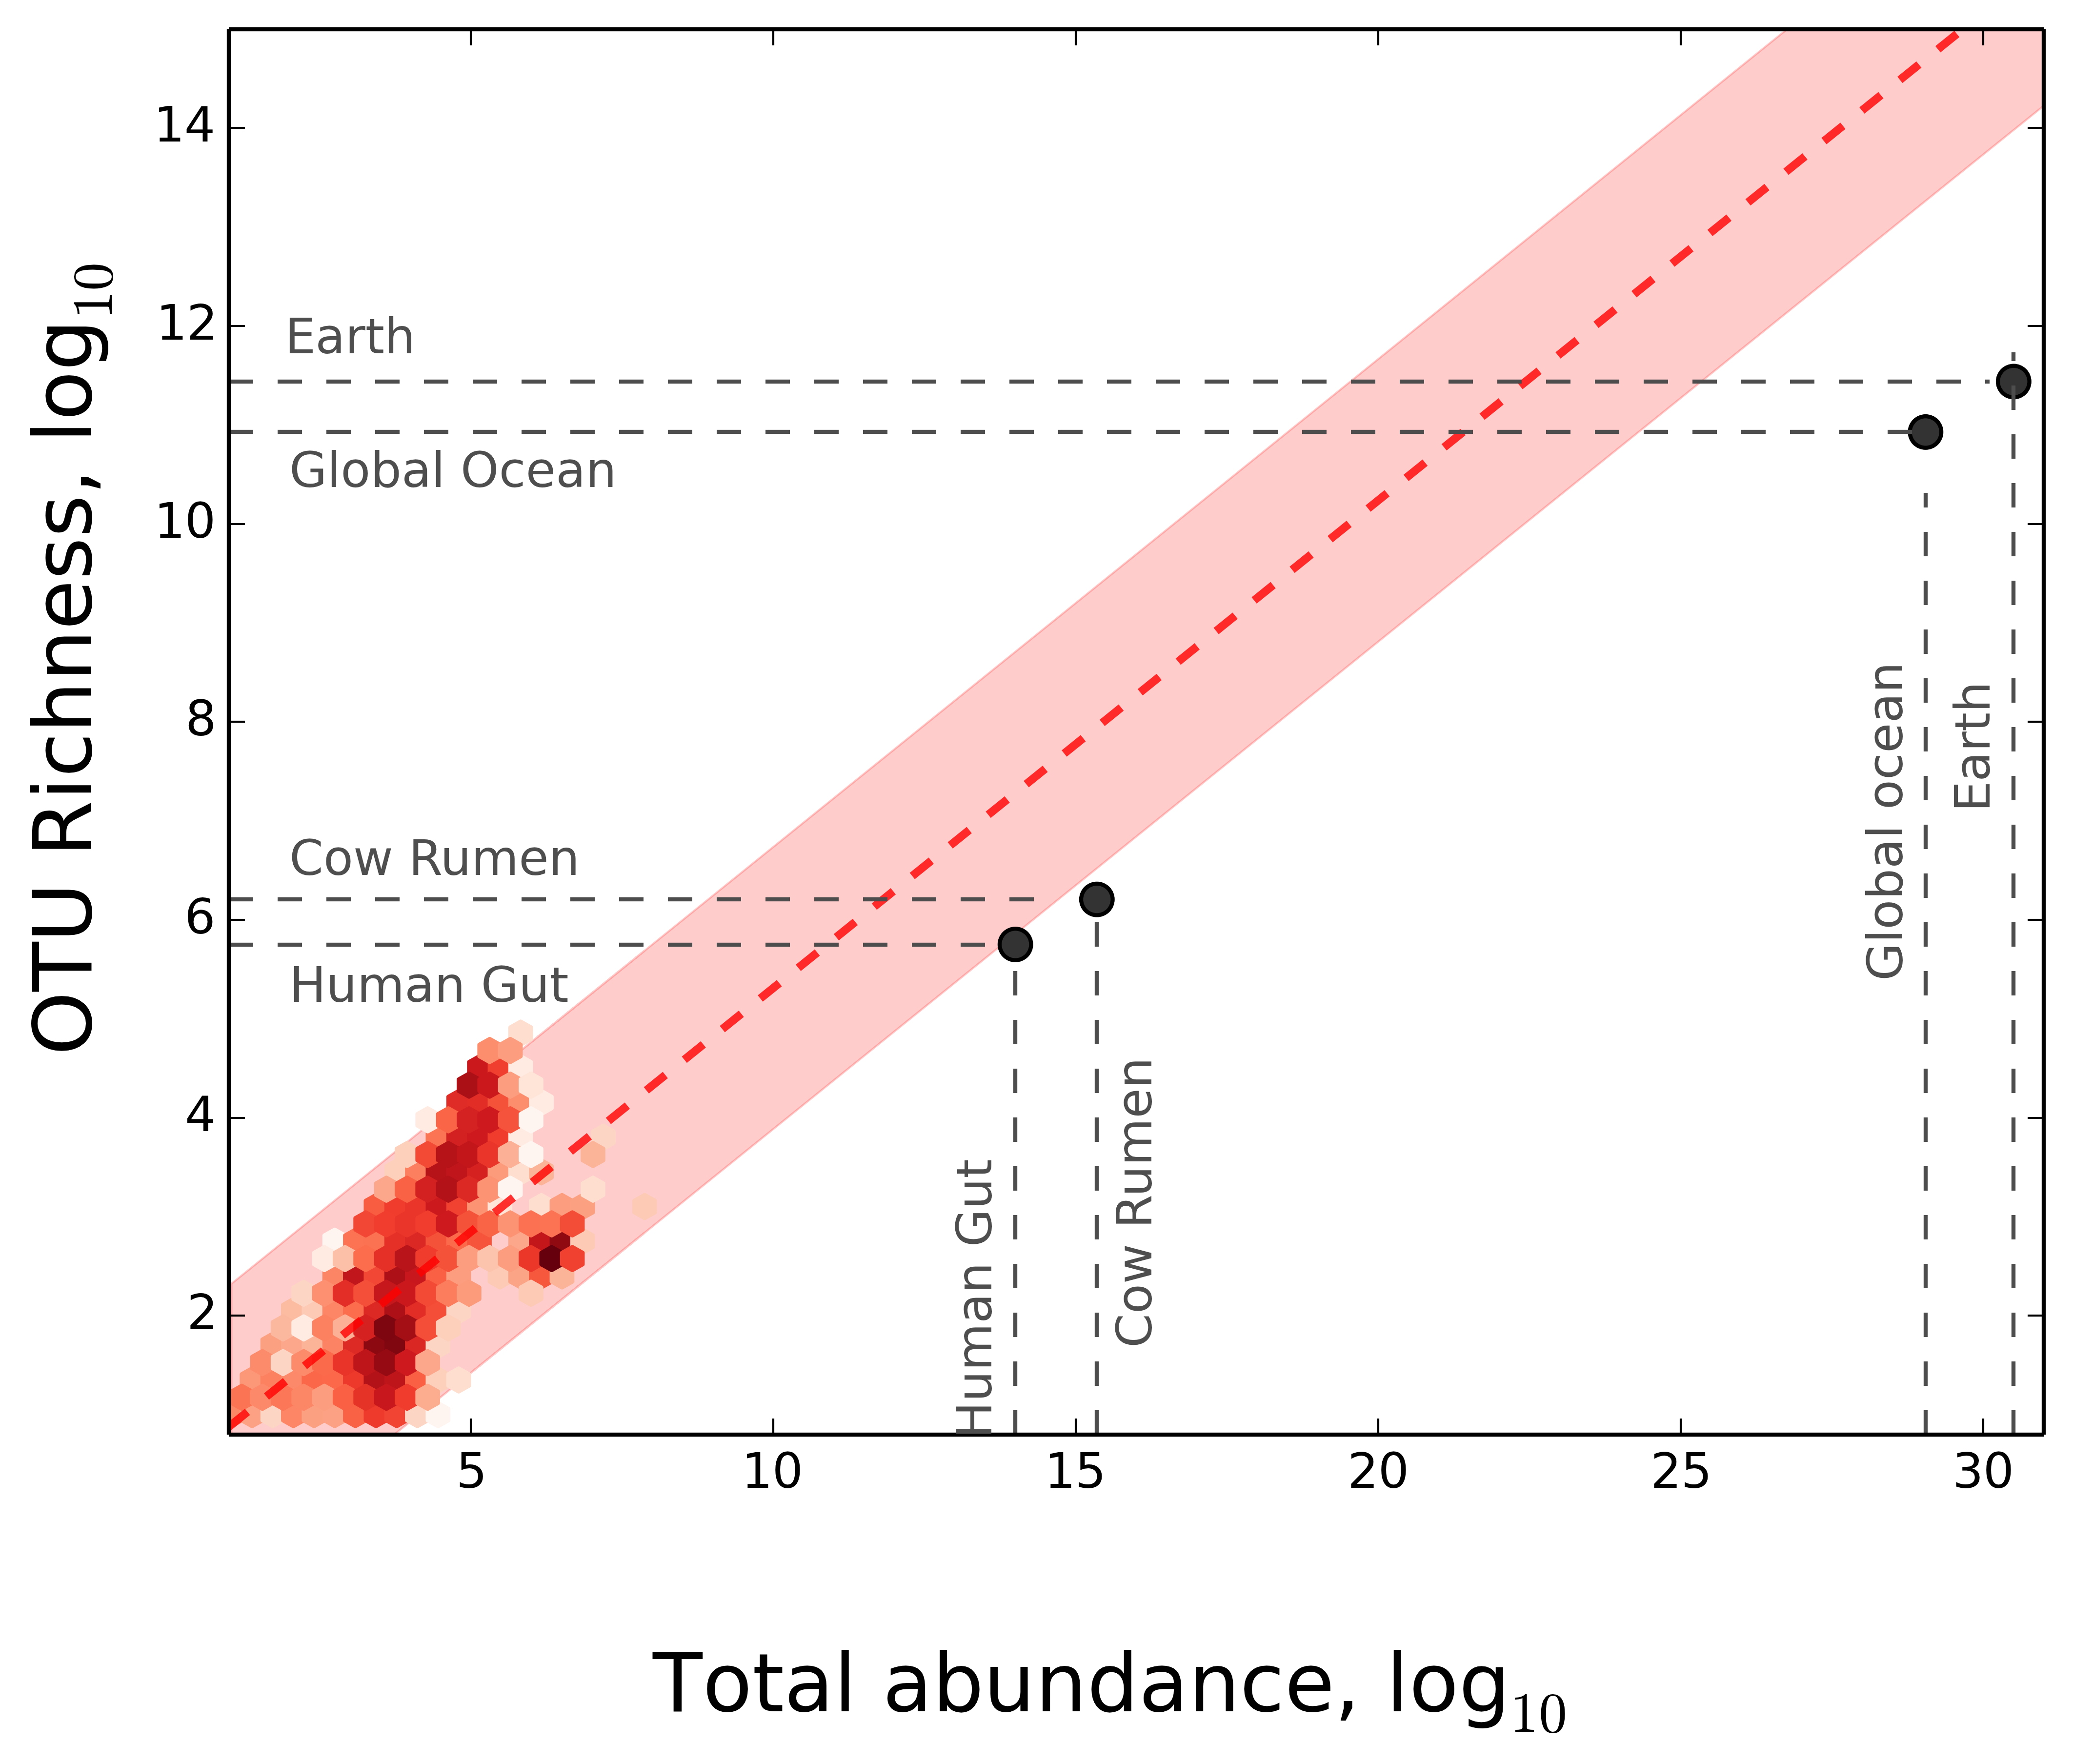 OTU Richness, log10
14
12
10
8
6
4
2
Earth
Global Ocean
Cow Rumen
Human Gut
Human Gut
Cow Rumen
Global ocean
Earth
5 10 15 20 25 30
Total abundance, log10